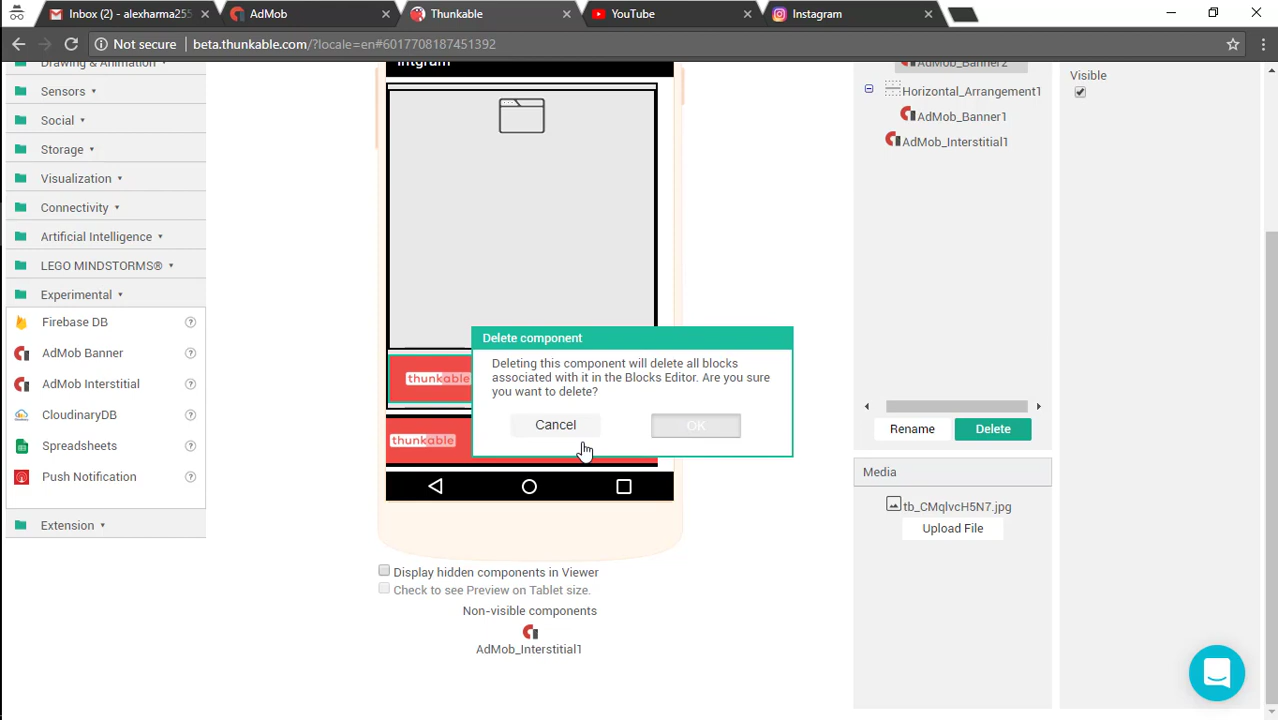 Inbox (2) - alexharma255
AdMob
Thunkable
YouTube
Instagram
Not secure
beta.thunkable.com/?locale=en#6017708187451392
Drawing & Animation
Sensors
Social
Storage
Visualization
Connectivity
Artificial Intelligence
LEGO MINDSTORMS®
Experimental
Firebase DB
AdMob Banner
AdMob Interstitial
CloudinaryDB
Spreadsheets
Push Notification
Extension
Intgram
thunkable
thunkable
Display hidden components in Viewer
Check to see Preview on Tablet size.
Non-visible components
AdMob_Interstitial1
Delete component
Deleting this component will delete all blocks
associated with it in the Blocks Editor. Are you sure
you want to delete?
Cancel
OK
AdMob_Banner2
Horizontal_Arrangement1
AdMob_Banner1
AdMob_Interstitial1
Rename
Delete
Media
tb_CMqlvcH5N7.jpg
Upload File
Visible